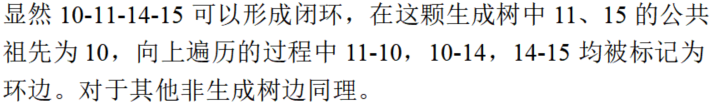 显然 10-11-14-15 可以形成闭环，在这颗生成树中 11、15 的公共
祖先为 10，向上遍历的过程中 11-10，10-14，14-15 均被标记为
环边。对于其他非生成树边同理。